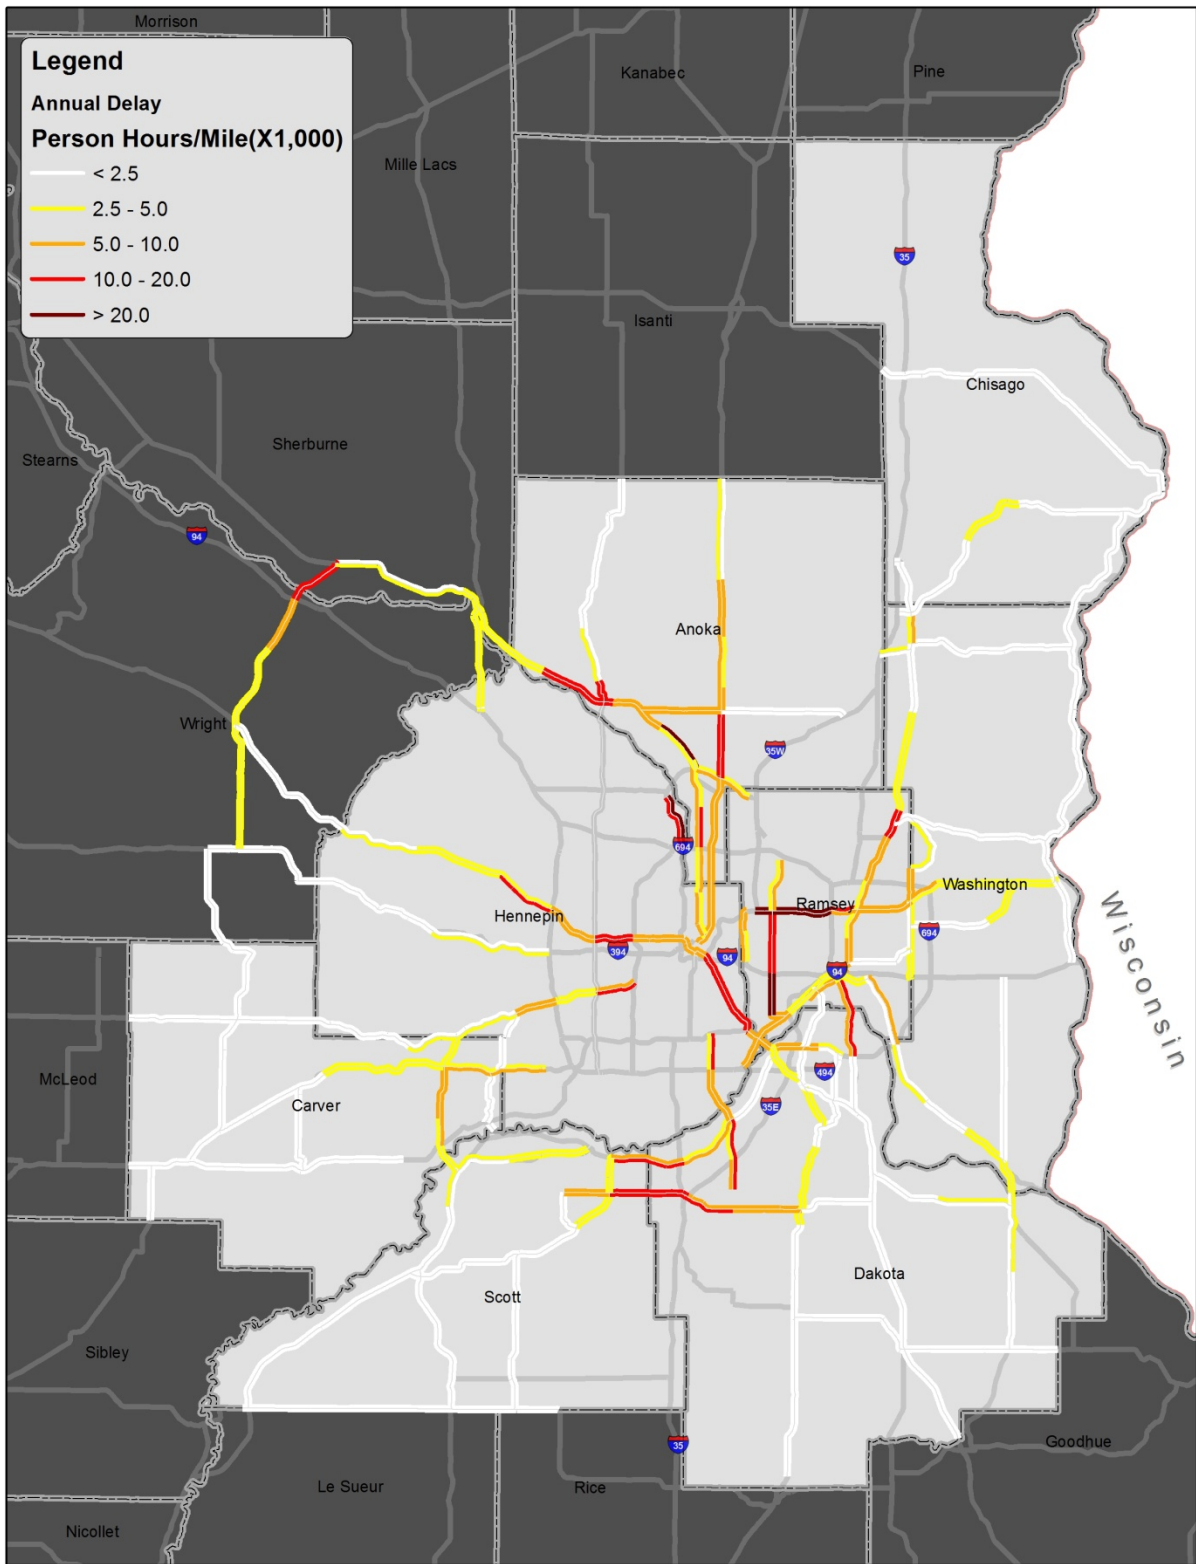 Morrison
Legend
Annual Delay
Person Hours/Mile(X1,000)
< 2.5
2.5 - 5.0
5.0 - 10.0
10.0 - 20.0
> 20.0
Kanabec
Pine
Mille Lacs
35
Isanti
Chisago
Sherburne
Stearns
94
Anoka
Wright
35W
694
Washington
Ramsey
Hennepin
694
394
94
94
Wisconsin
McLeod
494
35E
Carver
Dakota
Scott
Sibley
Goodhue
35
Le Sueur
Rice
Nicollet